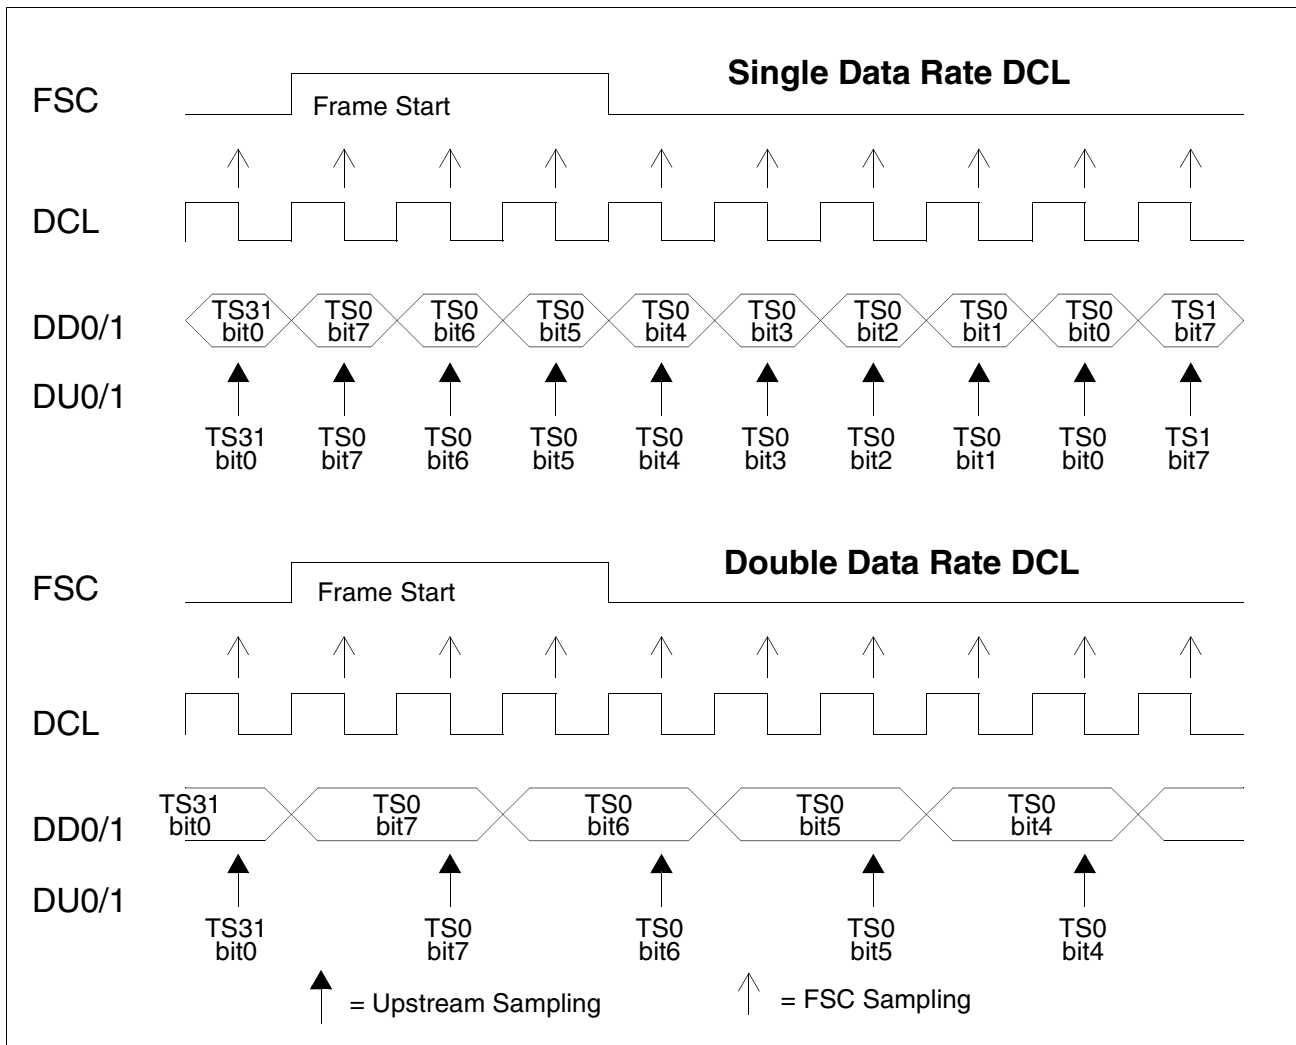 Single Data Rate DCL
FSC
Frame Start
DCL
DD0/1
TS31 TS0 TS0 TS0 TS0 TS0 TS0 TS0 TS0 TS1
bit0 bit7 bit6 bit5 bit4 bit3 bit2 bit1 bit0 bit7
DU0/1
TS31 TS0 TS0 TS0 TS0 TS0 TS0 TS0 TS0 TS1
bit0 bit7 bit6 bit5 bit4 bit3 bit2 bit1 bit0 bit7
Double Data Rate DCL
FSC
Frame Start
DCL
DD0/1
TS31 TS0 TS0 TS0 TS0
bit0 bit7 bit6 bit5 bit4
DU0/1
TS31 TS0 TS0 TS0 TS0
bit0 bit7 bit6 bit5 bit4
= Upstream Sampling
= FSC Sampling